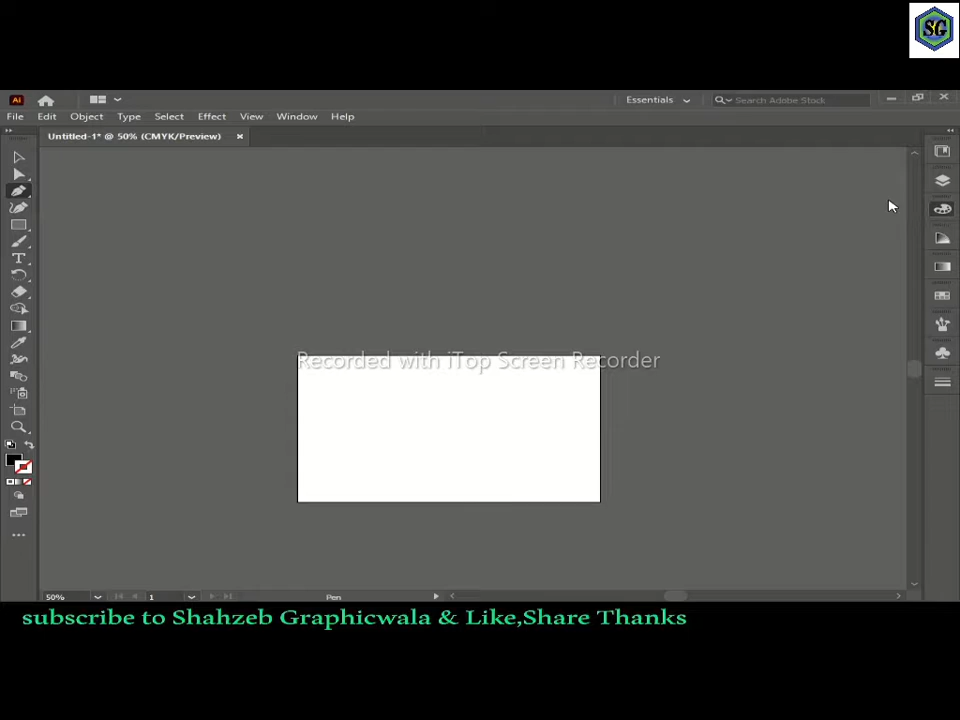 SG
Ai
Essentials
Search Adobe Stock
File Edit Object Type Select Effect View Window Help
Untitled-1* @ 50% (CMYK/Preview) ×
T
Recorded with iTop Screen Recorder
50% 1 Pen
subscribe to Shahzeb Graphicwala & Like,Share Thanks